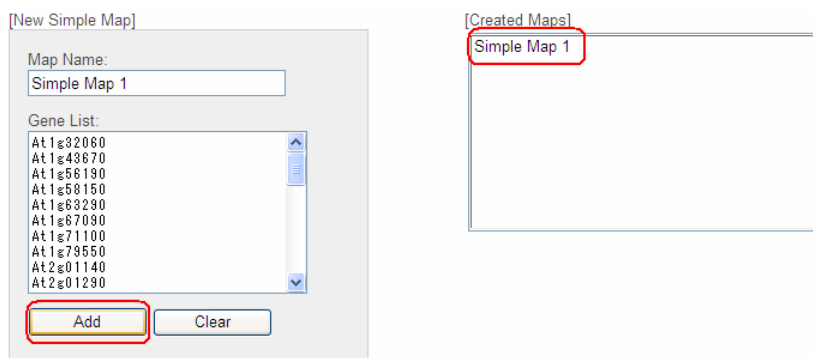 [New Simple Map]
Map Name:
Simple Map 1
Gene List:
At1g32060
At1g43670
At1g56190
At1g58150
At1g63290
At1g67090
At1g71100
At1g79550
At2g01140
At2g01290
Add
Clear
[Created Maps]
Simple Map 1